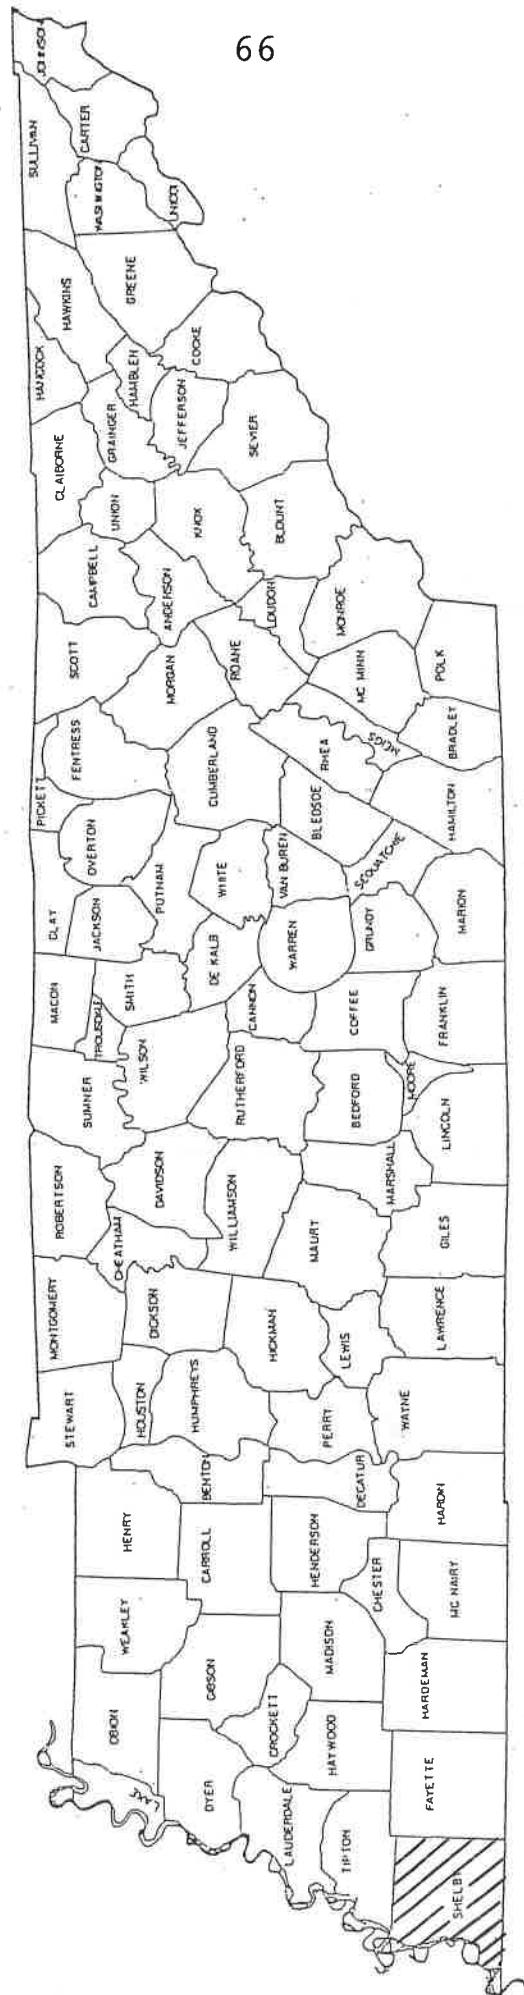 66
JOHNSON
SULLIVAN
CARTER
WASHINGTON
UNICOI
HAWKINS
GREENE
HANCOCK
HAMBLEN
COCKE
GRAINGER
JEFFERSON
CLAIBORNE
SEVIER
UNION
KNOX
BLOUNT
CAMPBELL
ANDERSON
LOUDON
MONROE
SCOTT
MORGAN
ROANE
MC MINN
POLK
FENTRESS
CUMBERLAND
RHEA
MEIGS
BRADLEY
PICKETT
BLEDSOE
HAMILTON
OVERTON
PUTNAM
WHITE
VAN BUREN
SEQUATCHIE
CLAY
JACKSON
DE KALB
WARREN
GRUNDY
MARION
MACON
SMITH
TROUSDALE
CANNON
COFFEE
FRANKLIN
WILSON
SUMNER
RUTHERFORD
BEDFORD
MOORE
LINCOLN
ROBERTSON
DAVIDSON
WILLIAMSON
MARSHALL
CHEATHAM
MAURY
GILES
MONTGOMERY
DICKSON
HICKMAN
LEWIS
LAWRENCE
STEWART
HOUSTON
HUMPHREYS
PERRY
WAYNE
BENTON
DECATUR
HARDIN
HENRY
CARROLL
HENDERSON
CHESTER
MC NAIRY
WEAKLEY
GIBSON
MADISON
HARDEMAN
OBION
CROCKETT
HAYWOOD
FAYETTE
LAKE
DYER
LAUDERDALE
TIPTON
SHELBY